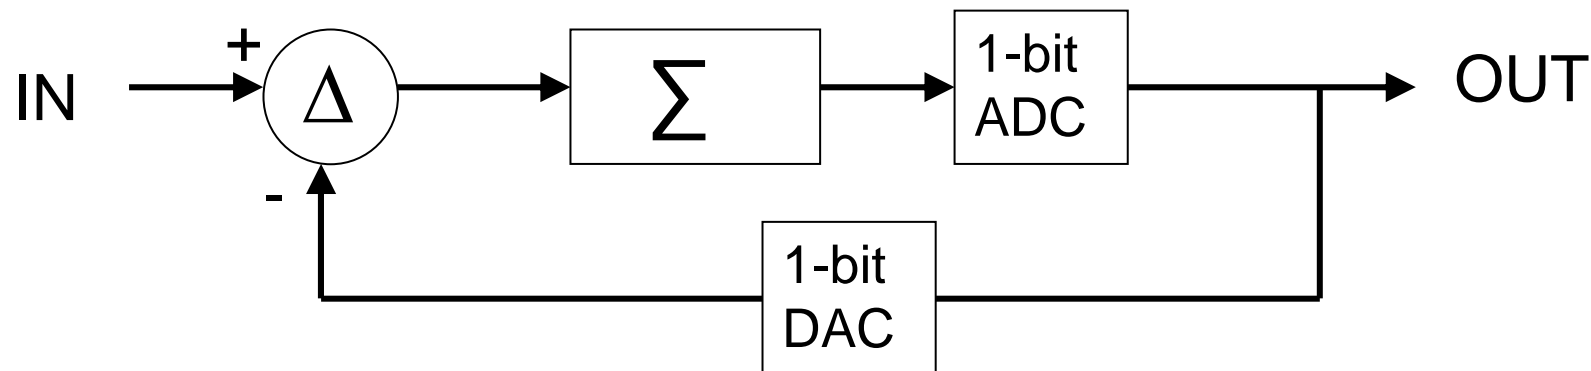 IN
+
Δ
-
∑
1-bit
ADC
OUT
1-bit
DAC